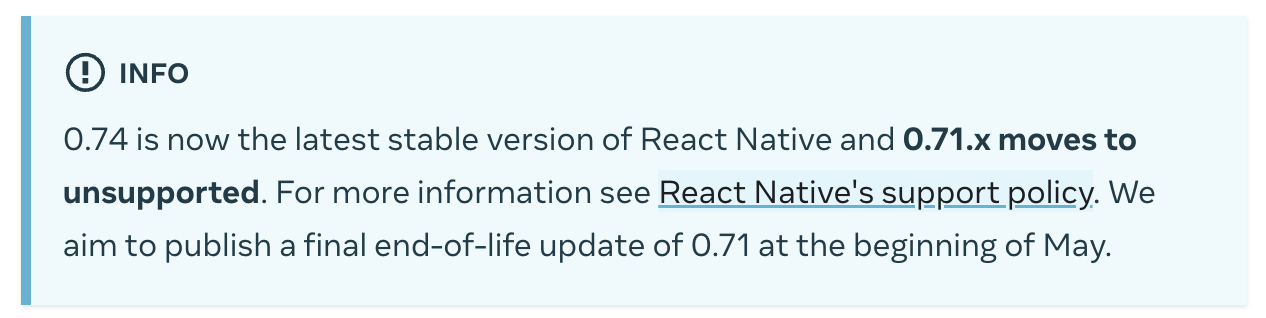 INFO
0.74 is now the latest stable version of React Native and 0.71.x moves to
unsupported. For more information see React Native's support policy. We
aim to publish a final end-of-life update of 0.71 at the beginning of May.